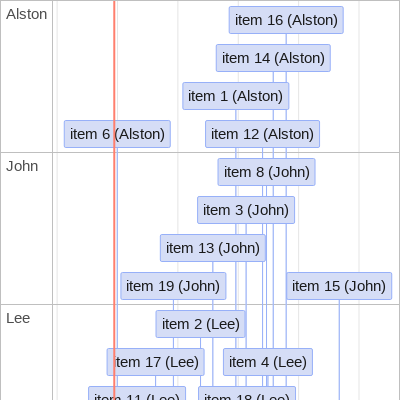 Alston
item 16 (Alston)
item 14 (Alston)
item 1 (Alston)
item 6 (Alston)
item 12 (Alston)
John
item 8 (John)
item 3 (John)
item 13 (John)
item 19 (John)
item 15 (John)
Lee
item 2 (Lee)
item 17 (Lee)
item 4 (Lee)
item 11 (Lee)
item 18 (Lee)